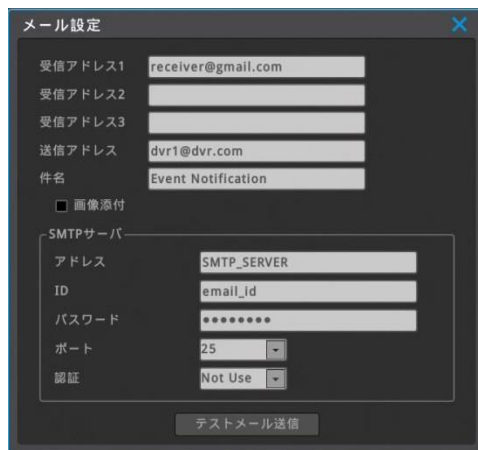 メール設定
受信アドレス1 receiver@gmail.com
受信アドレス2
受信アドレス3
送信アドレス dvr1@dvr.com
件名 Event Notification
画像添付
SMTPサーバ
アドレス SMTP_SERVER
ID email_id
パスワード ●●●●●●●●
ポート 25
認証 Not Use
テストメール送信